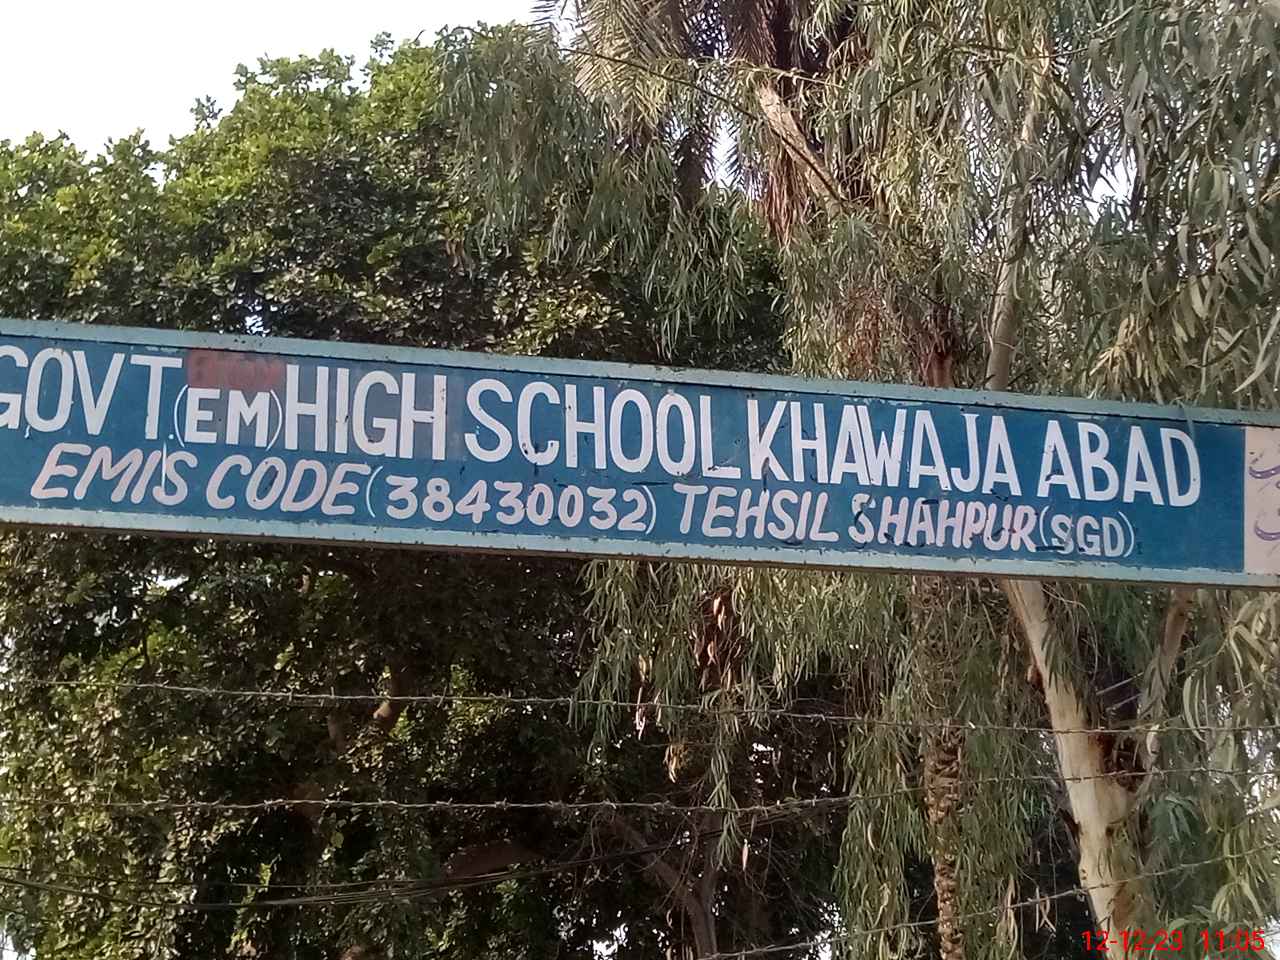 GOVT (EM) HIGH SCHOOL KHAWAJA ABAD
EMIS CODE (38430032) TEHSIL SHAHPUR (SGD)
12-12-23 11:05